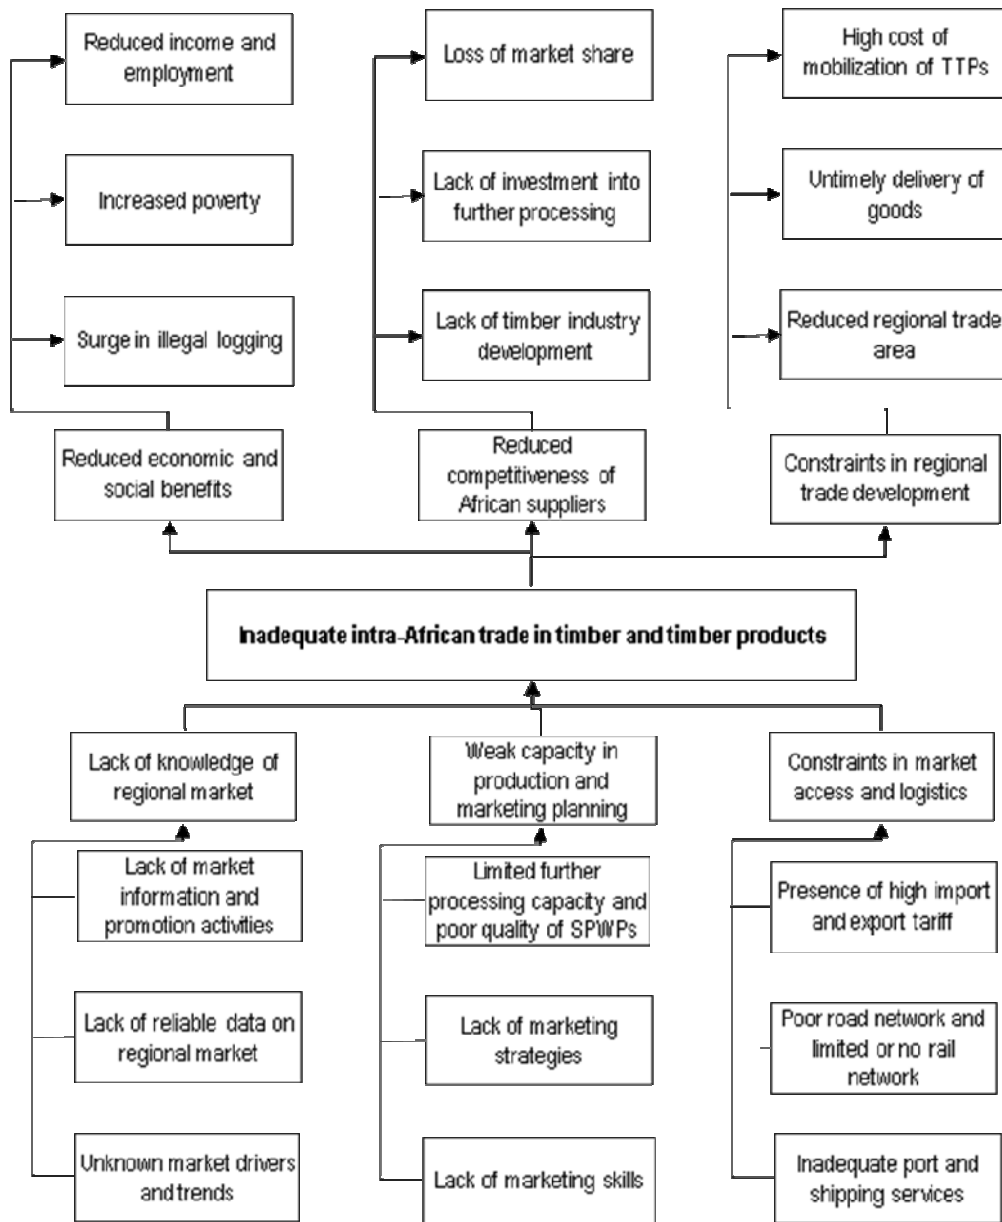 Reduced income and
employment
Loss of market share
High cost of
mobilization of TTPs
Increased poverty
Lack of investment into
further processing
Untimely delivery of
goods
Surge in illegal logging
Lack of timber industry
development
Reduced regional trade
area
Reduced economic and
social benefits
Reduced
competitiveness of
African suppliers
Constraints in regional
trade development
Inadequate intra-African trade in timber and timber products
Lack of knowledge of
regional market
Weak capacity in
production and
marketing planning
Constraints in market
access and logistics
Lack of market
information and
promotion activities
Limited further
processing capacity and
poor quality of SPWPs
Presence of high import
and export tariff
Lack of reliable data on
regional market
Lack of marketing
strategies
Poor road network and
limited or no rail
network
Unknown market drivers
and trends
Lack of marketing skills
Inadequate port and
shipping services